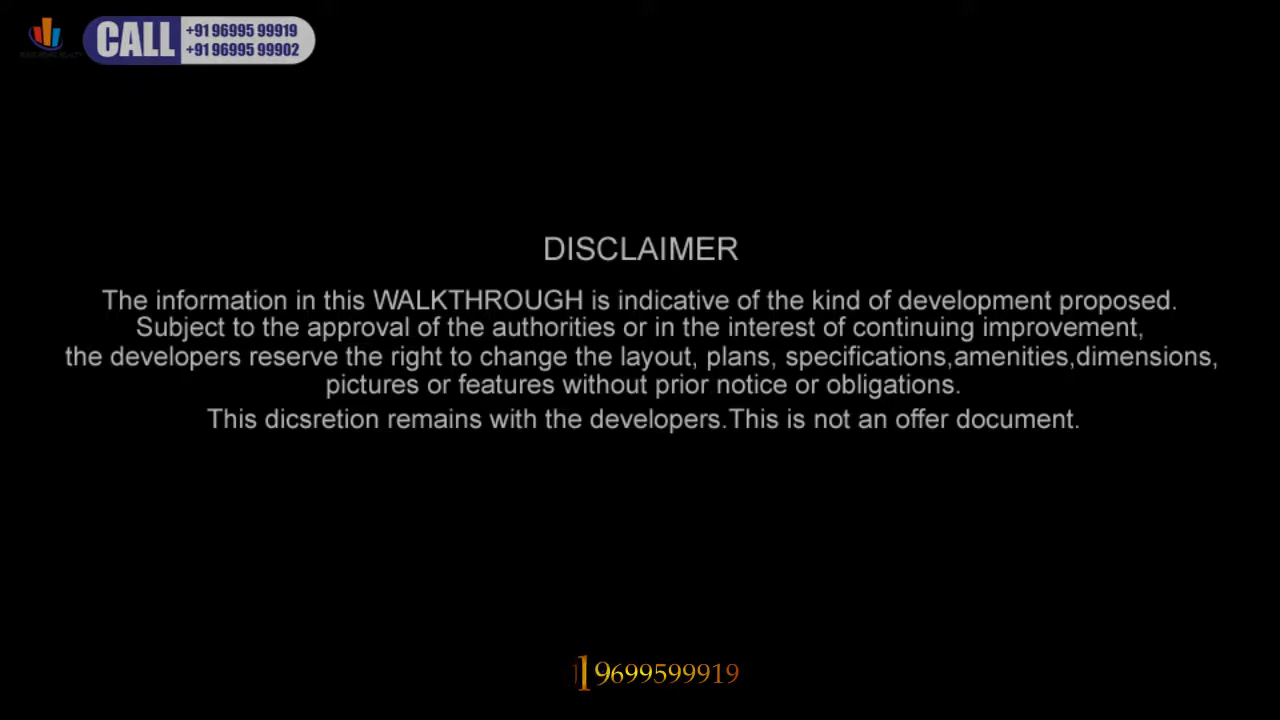 CALL
+91 96995 99919
+91 96995 99902
DISCLAIMER
The information in this WALKTHROUGH is indicative of the kind of development proposed.
Subject to the approval of the authorities or in the interest of continuing improvement,
the developers reserve the right to change the layout, plans, specifications,amenities,dimensions,
pictures or features without prior notice or obligations.
This dicsretion remains with the developers.This is not an offer document.
9699599919